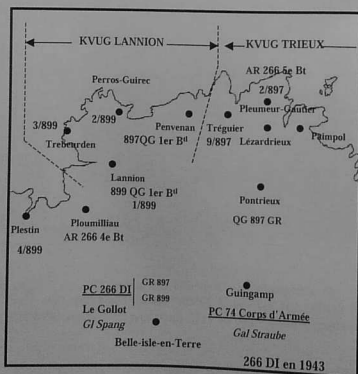 KVUG LANNION
KVUG TRIEUX
Perros-Guirec
AR 266 5e Bt
2/897
Pleumeur-Gautier
3/899
2/899
Trebeurden
Penvenan
897QG 1er Bd
Tréguier
9/897
Lézardrieux
Paimpol
Lannion
899 QG 1er Bd
1/899
Pontrieux
QG 897 GR
Plestin
4/899
Ploumilliau
AR 266 4e Bt
PC 266 DI
GR 897
GR 899
Le Gollot
Gl Spang
Belle-isle-en-Terre
Guingamp
PC 74 Corps d'Armée
Gal Straube
266 DI en 1943